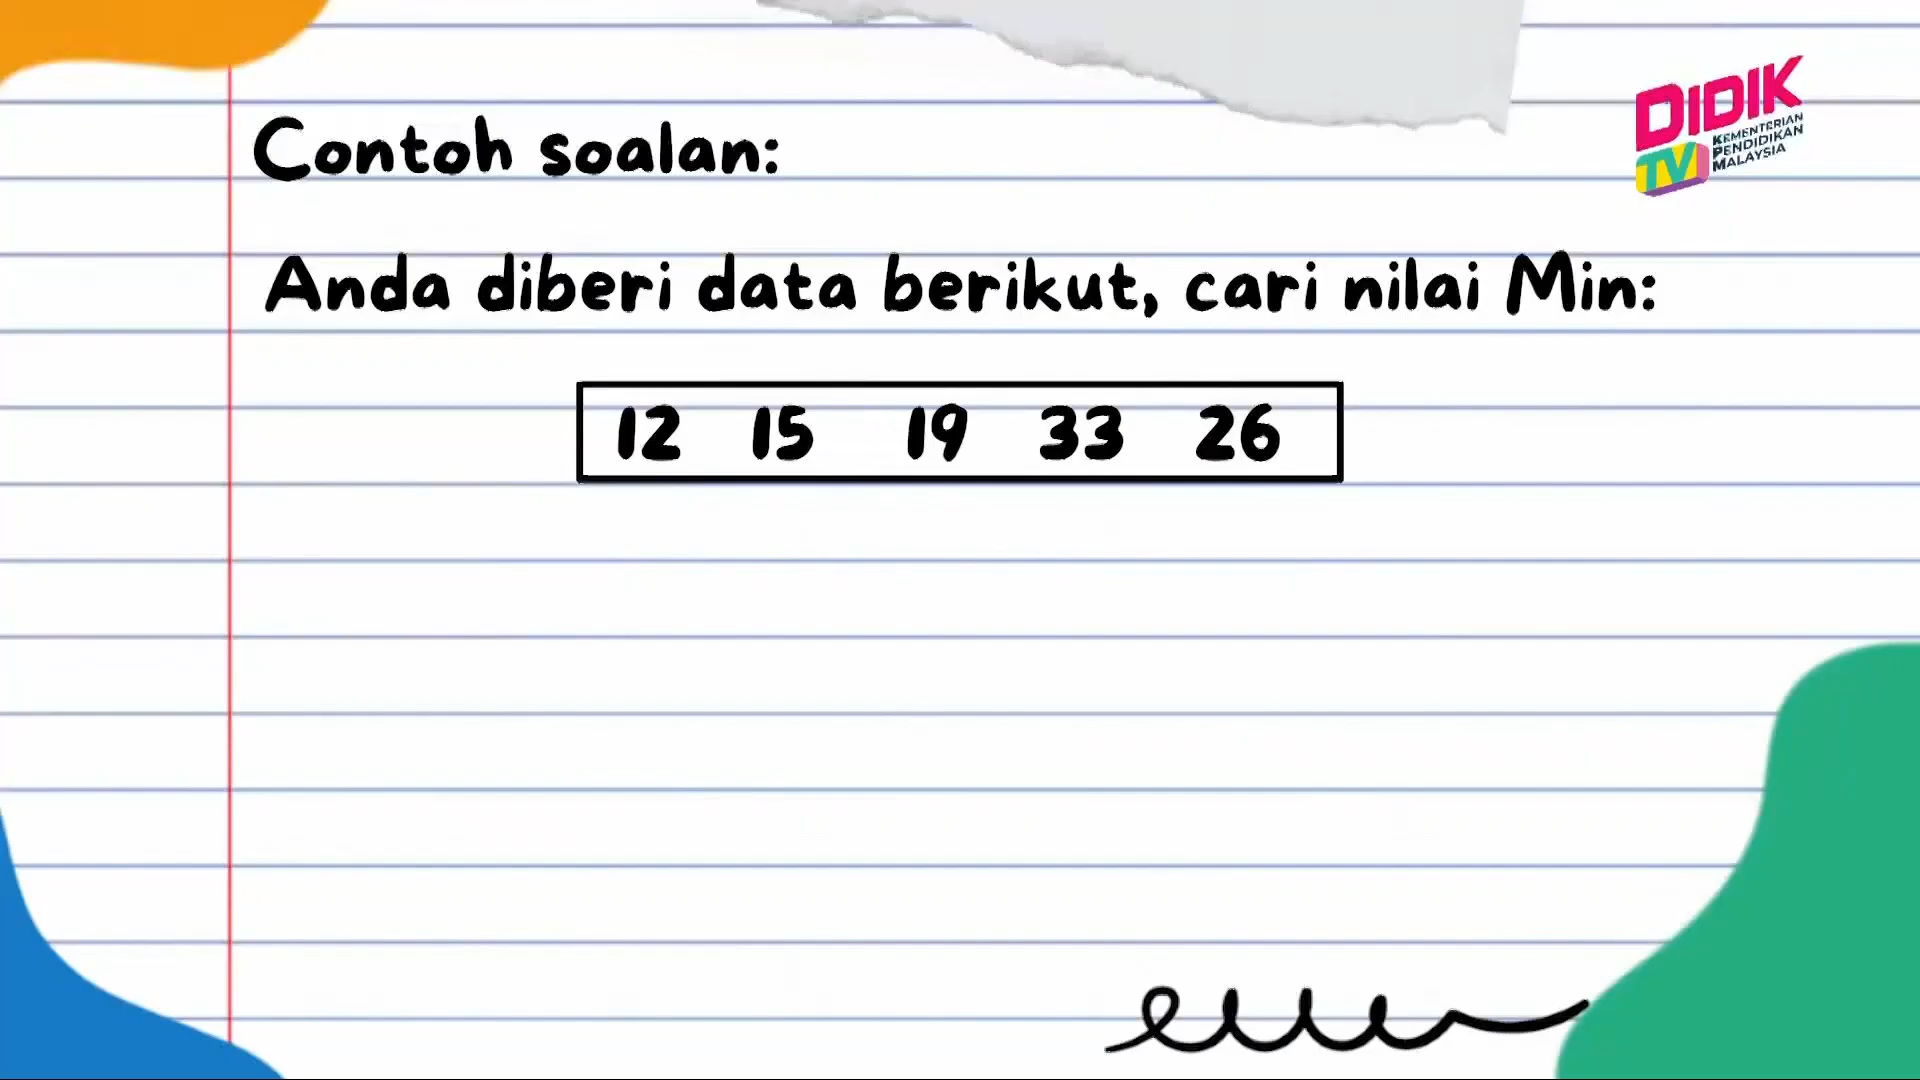 DIDIK
TV
KEMENTERIAN
PENDIDIKAN
MALAYSIA
Contoh soalan:
Anda diberi data berikut, cari nilai Min:
12 15 19 33 26